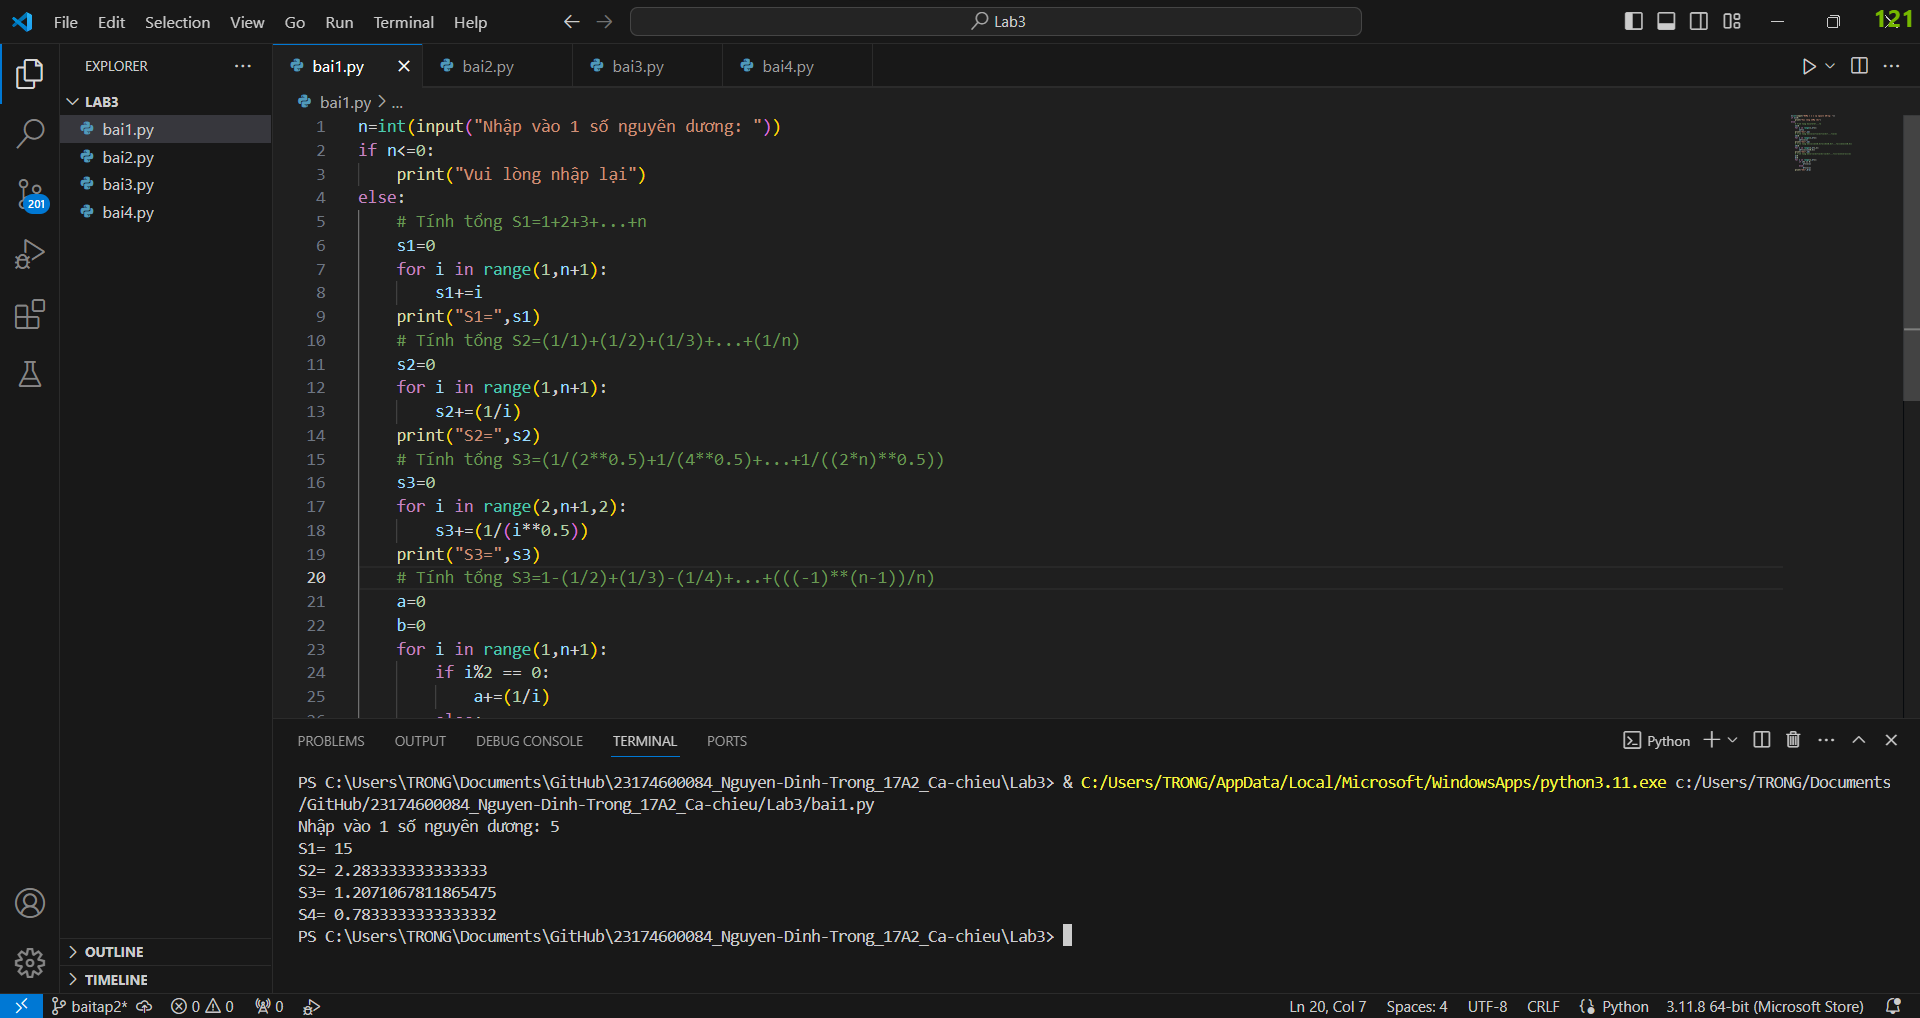 File Edit Selection View Go Run Terminal Help
Lab3
121
EXPLORER
LAB3
bai1.py
bai2.py
bai3.py
bai4.py
201
OUTLINE
TIMELINE
bai1.py bai2.py bai3.py bai4.py
bai1.py > ...
1 n=int(input("Nhập vào 1 số nguyên dương: "))
2 if n<=0:
3     print("Vui lòng nhập lại")
4 else:
5     # Tính tổng S1=1+2+3+...+n
6     s1=0
7     for i in range(1,n+1):
8         s1+=i
9     print("S1=",s1)
10     # Tính tổng S2=(1/1)+(1/2)+(1/3)+...+(1/n)
11     s2=0
12     for i in range(1,n+1):
13         s2+=(1/i)
14     print("S2=",s2)
15     # Tính tổng S3=(1/(2**0.5)+1/(4**0.5)+...+1/((2*n)**0.5))
16     s3=0
17     for i in range(2,n+1,2):
18         s3+=(1/(i**0.5))
19     print("S3=",s3)
20     # Tính tổng S3=1-(1/2)+(1/3)-(1/4)+...+(((-1)**(n-1))/n)
21     a=0
22     b=0
23     for i in range(1,n+1):
24         if i%2 == 0:
25             a+=(1/i)
PROBLEMS OUTPUT DEBUG CONSOLE TERMINAL PORTS
Python
PS C:\Users\TRONG\Documents\GitHub\23174600084_Nguyen-Dinh-Trong_17A2_Ca-chieu\Lab3> & C:/Users/TRONG/AppData/Local/Microsoft/WindowsApps/python3.11.exe c:/Users/TRONG/Documents
/GitHub/23174600084_Nguyen-Dinh-Trong_17A2_Ca-chieu/Lab3/bai1.py
Nhập vào 1 số nguyên dương: 5
S1= 15
S2= 2.283333333333333
S3= 1.2071067811865475
S4= 0.7833333333333332
PS C:\Users\TRONG\Documents\GitHub\23174600084_Nguyen-Dinh-Trong_17A2_Ca-chieu\Lab3>
baitap2* 0 0 0 Ln 20, Col 7 Spaces: 4 UTF-8 CRLF Python 3.11.8 64-bit (Microsoft Store)